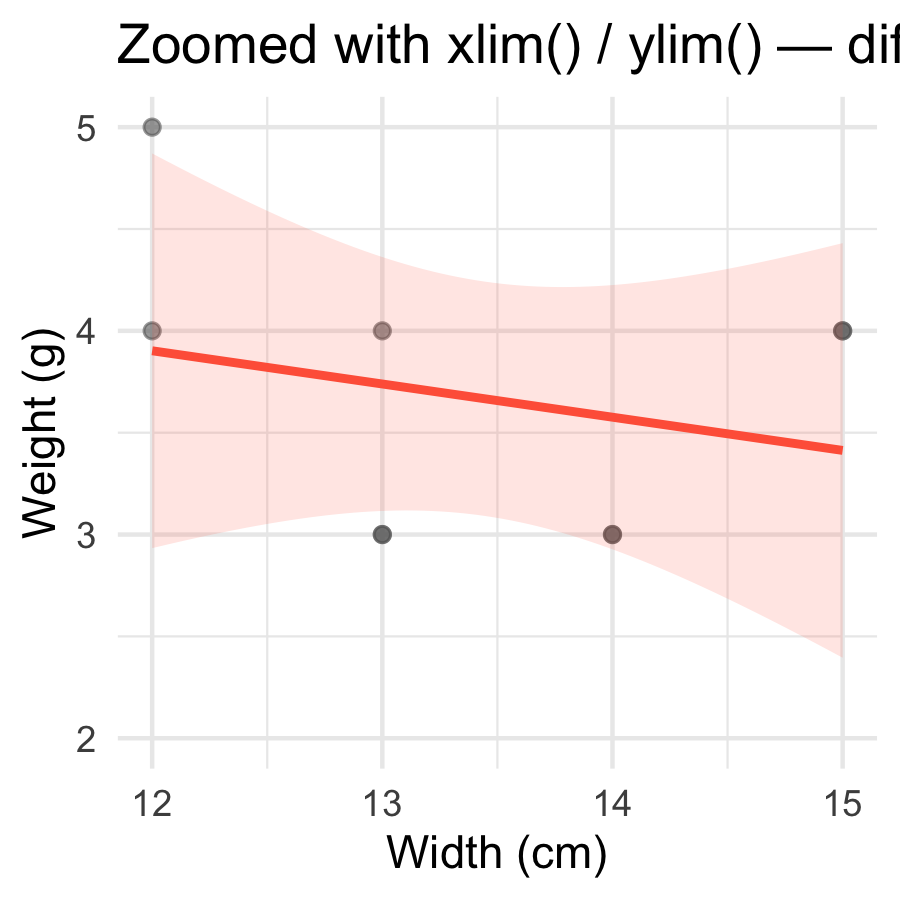 Zoomed with xlim() / ylim() — dif
5
4
3
2
Weight (g)
12 13 14 15
Width (cm)